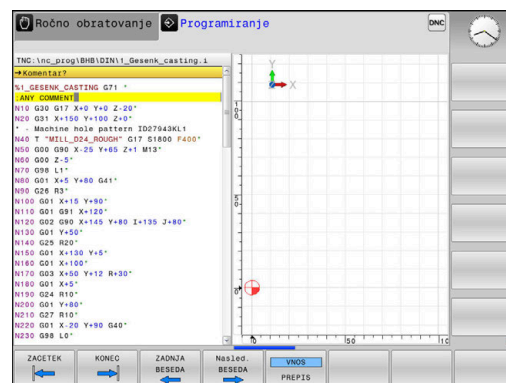 Ročno obratovanje
Programiranje
DNC
TNC:\nc_prog\BHB\DIN\1_Gesenk_casting.i
→Komentar?
%1_GESENK_CASTING G71 *
;ANY COMMENT
N10 G30 G17 X+0 Y+0 Z-20*
N20 G31 X+150 Y+100 Z+0*
* - Machine hole pattern ID27943KL1
N40 T "MILL_D24_ROUGH" G17 S1800 F400*
N50 G00 G90 X-25 Y+65 Z+1 M13*
N60 G00 Z-5*
N70 G98 L1*
N80 G01 X+5 Y+80 G41*
N90 G26 R3*
N100 G01 X+15 Y+90*
N110 G01 G91 X+120*
N120 G02 G90 X+145 Y+80 I+135 J+80*
N130 G01 Y+50*
N140 G25 R20*
N150 G01 X+130 Y+5*
N160 G01 X+100*
N170 G03 X+50 Y+12 R+30*
N180 G01 X+5*
N190 G24 R10*
N200 G01 Y+80*
N210 G27 R10*
N220 G01 X-20 Y+90 G40*
N230 G98 L0*
Y
X
100
50
0
0
50
ZACETEK
KONEC
ZADNJA
BESEDA
Nasled.
BESEDA
VNOS
PREPIS